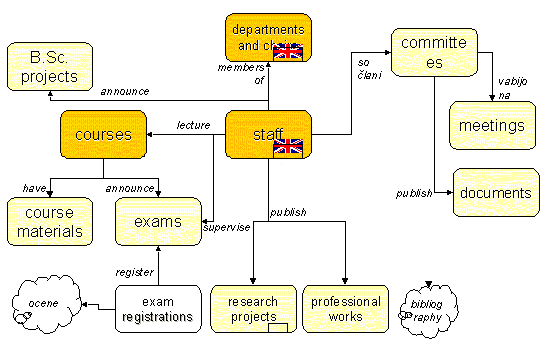 departments
and chairs
B.Sc.
projects
committe
es
members
of
so
člani
announce
vabijo
na
courses
lecture
staff
meetings
have
announce
publish
documents
course
materials
exams
supervise
publish
register
ocene
exam
registrations
research
projects
professional
works
bibliog
raphy